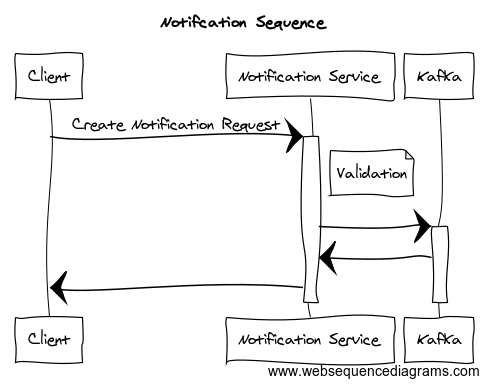 Notifcation Sequence
Client
Notification Service
Kafka
Create Notification Request
Validation
Client
Notification Service
Kafka
www.websequencediagrams.com